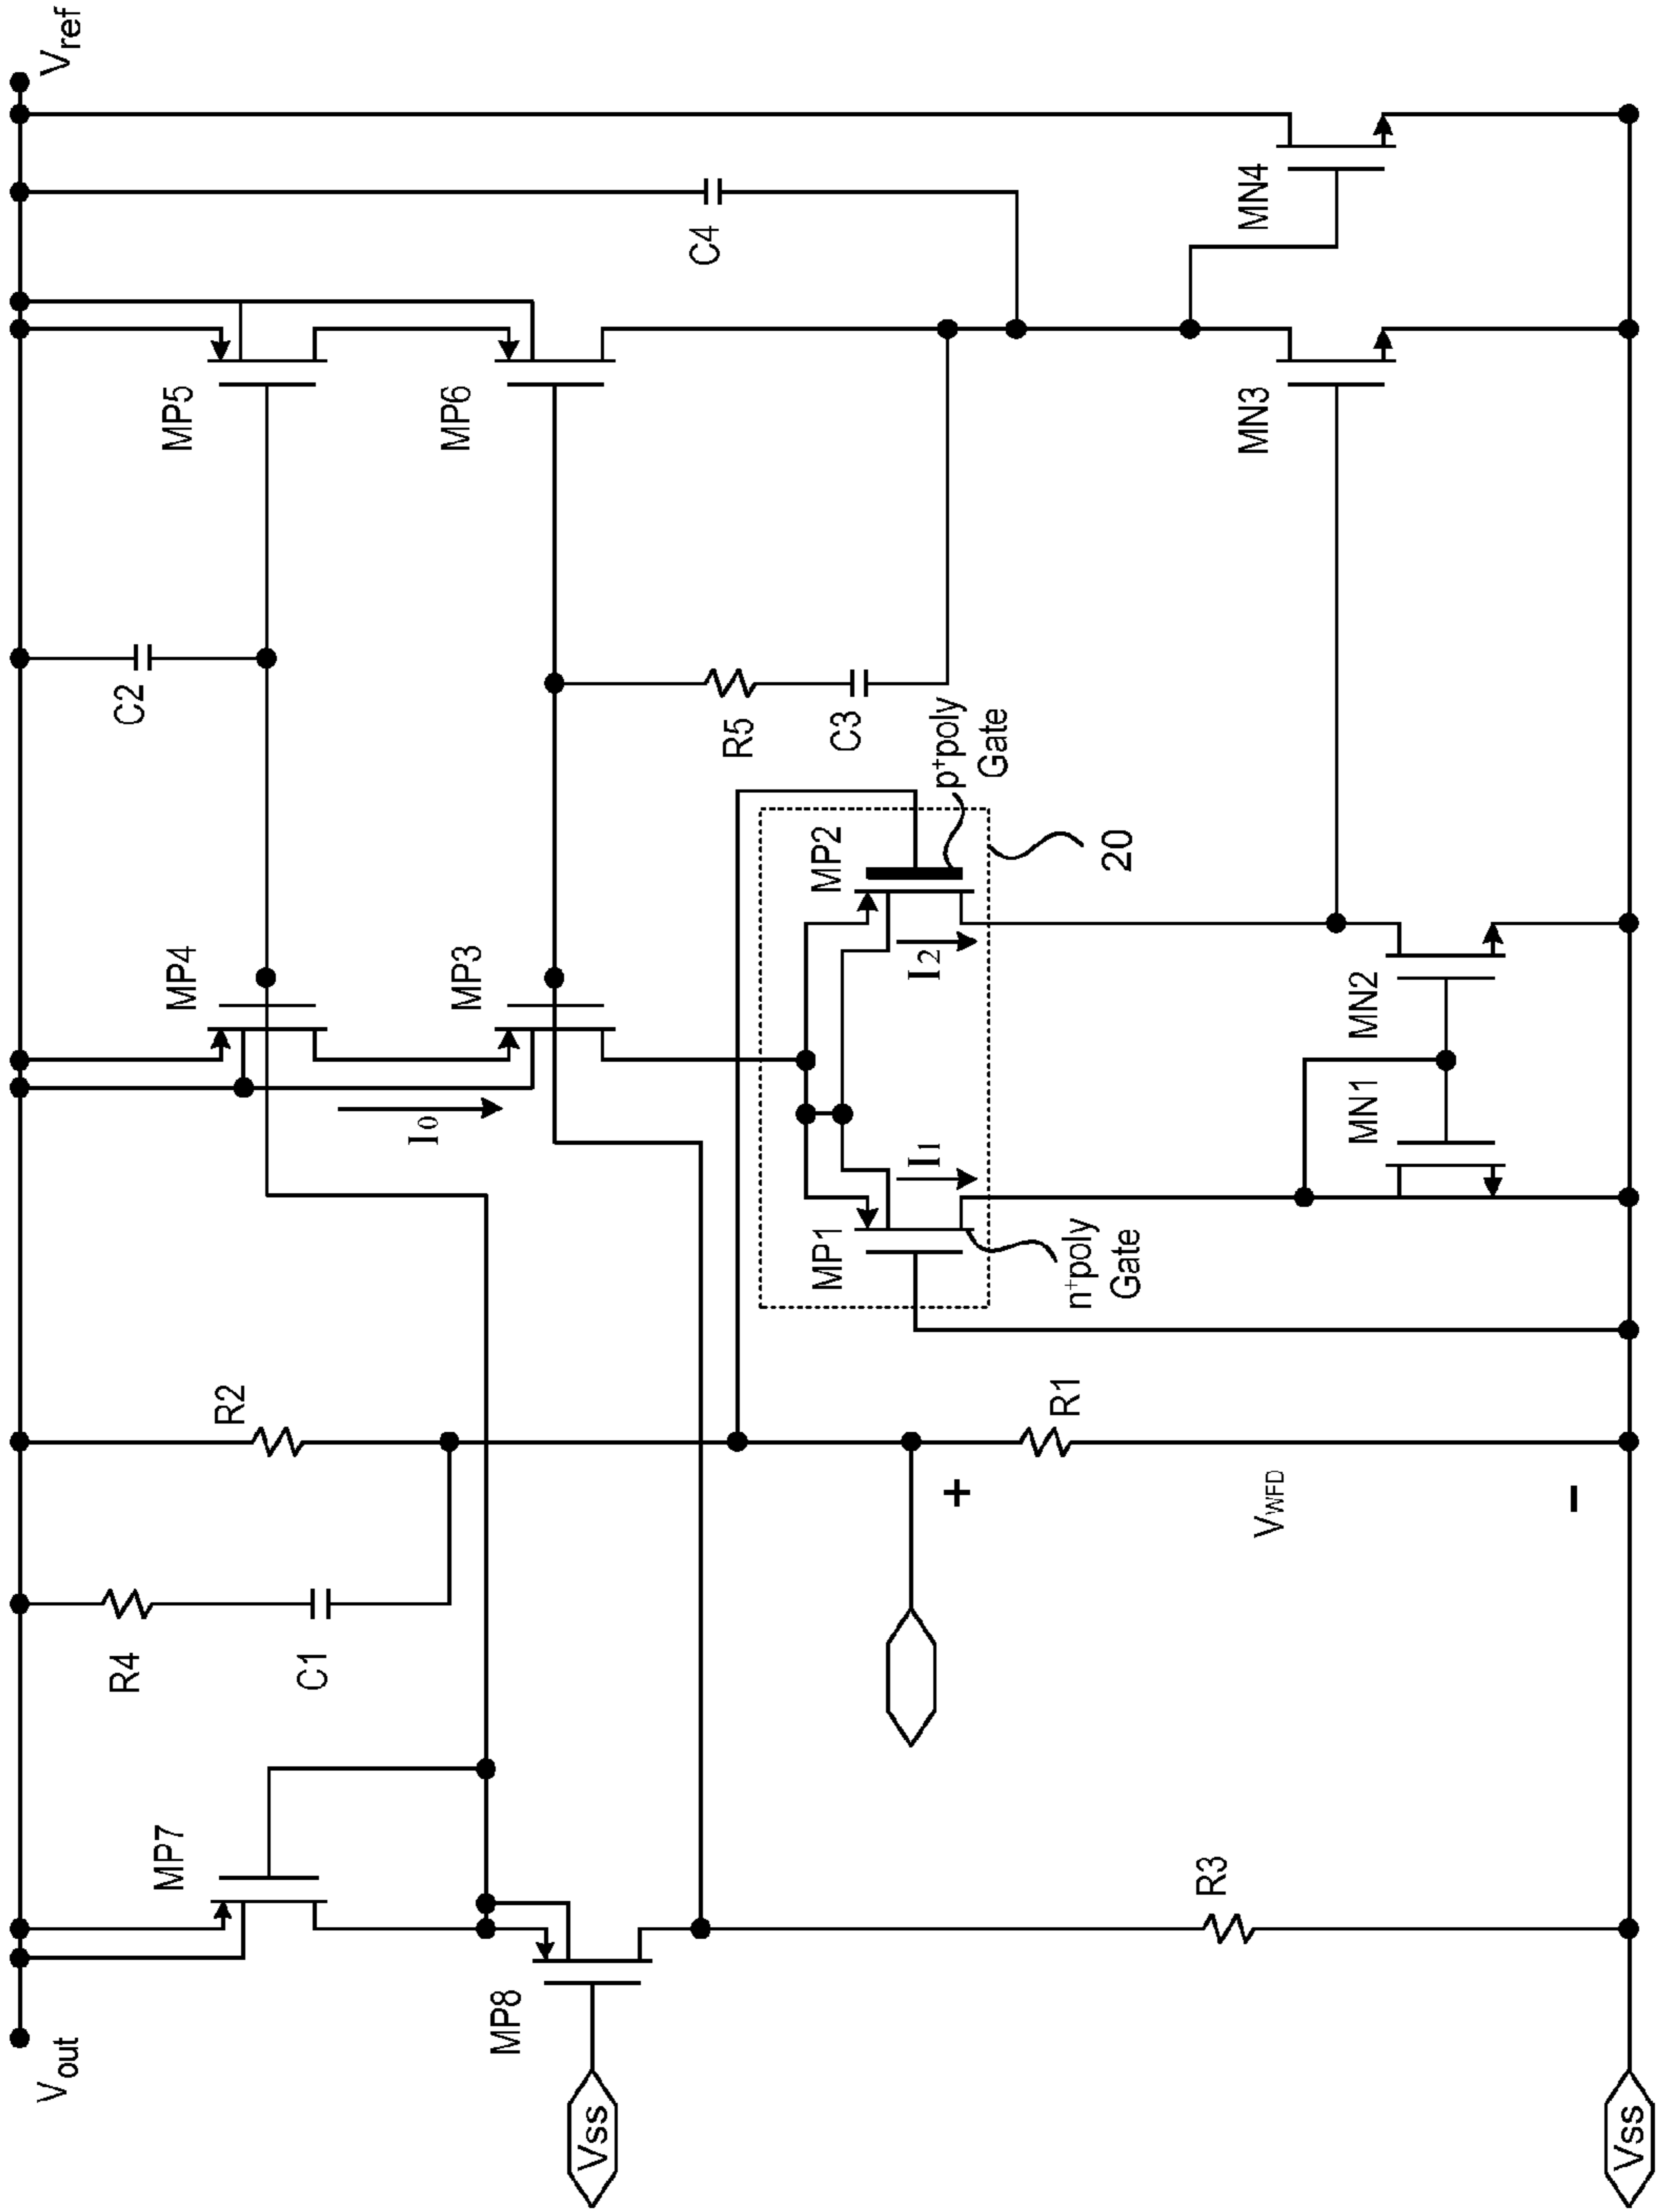 Vout
Vref
MP7
R4
C1
R2
MP4
C2
MP5
I0
MP3
MP6
C4
MP8
Vss
R5
C3
MP1
I1
MP2
I2
p+poly
Gate
n+poly
Gate
20
+
R1
VWFD
−
R3
MN1
MN2
MN3
MN4
Vss